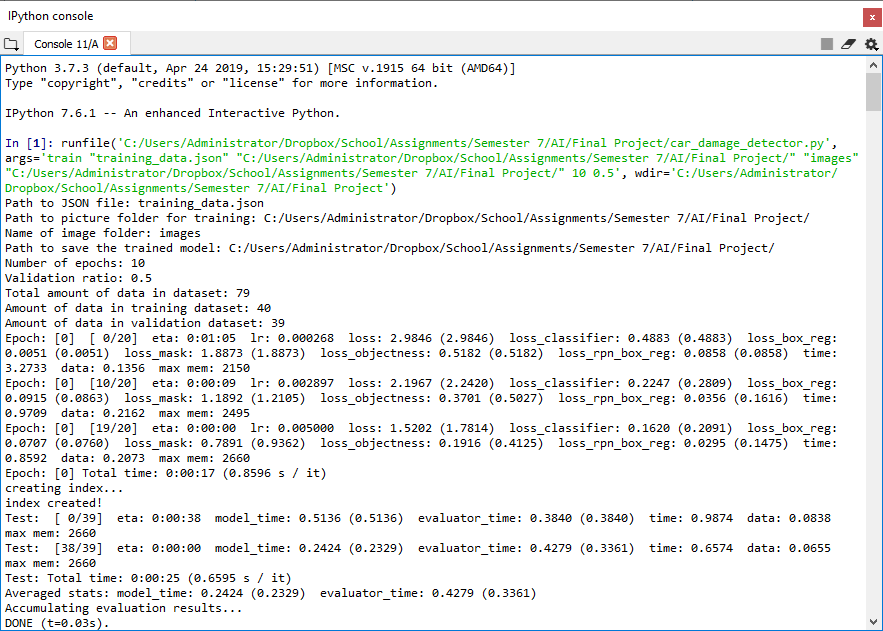 IPython console
Console 11/A
Python 3.7.3 (default, Apr 24 2019, 15:29:51) [MSC v.1915 64 bit (AMD64)]
Type "copyright", "credits" or "license" for more information.
IPython 7.6.1 -- An enhanced Interactive Python.
In [1]: runfile('C:/Users/Administrator/Dropbox/School/Assignments/Semester 7/AI/Final Project/car_damage_detector.py',
args='train "training_data.json" "C:/Users/Administrator/Dropbox/School/Assignments/Semester 7/AI/Final Project/" "images"
"C:/Users/Administrator/Dropbox/School/Assignments/Semester 7/AI/Final Project/" 10 0.5', wdir='C:/Users/Administrator/
Dropbox/School/Assignments/Semester 7/AI/Final Project')
Path to JSON file: training_data.json
Path to picture folder for training: C:/Users/Administrator/Dropbox/School/Assignments/Semester 7/AI/Final Project/
Name of image folder: images
Path to save the trained model: C:/Users/Administrator/Dropbox/School/Assignments/Semester 7/AI/Final Project/
Number of epochs: 10
Validation ratio: 0.5
Total amount of data in dataset: 79
Amount of data in training dataset: 40
Amount of data in validation dataset: 39
Epoch: [0]  [ 0/20]  eta: 0:01:05  lr: 0.000268  loss: 2.9846 (2.9846)  loss_classifier: 0.4883 (0.4883)  loss_box_reg:
0.0051 (0.0051)  loss_mask: 1.8873 (1.8873)  loss_objectness: 0.5182 (0.5182)  loss_rpn_box_reg: 0.0858 (0.0858)  time:
3.2733  data: 0.1356  max mem: 2150
Epoch: [0]  [10/20]  eta: 0:00:09  lr: 0.002897  loss: 2.1967 (2.2420)  loss_classifier: 0.2247 (0.2809)  loss_box_reg:
0.0915 (0.0863)  loss_mask: 1.1892 (1.2105)  loss_objectness: 0.3701 (0.5027)  loss_rpn_box_reg: 0.0356 (0.1616)  time:
0.9709  data: 0.2162  max mem: 2495
Epoch: [0]  [19/20]  eta: 0:00:00  lr: 0.005000  loss: 1.5202 (1.7814)  loss_classifier: 0.1620 (0.2091)  loss_box_reg:
0.0707 (0.0760)  loss_mask: 0.7891 (0.9362)  loss_objectness: 0.1916 (0.4125)  loss_rpn_box_reg: 0.0295 (0.1475)  time:
0.8592  data: 0.2073  max mem: 2660
Epoch: [0] Total time: 0:00:17 (0.8596 s / it)
creating index...
index created!
Test:  [ 0/39]  eta: 0:00:38  model_time: 0.5136 (0.5136)  evaluator_time: 0.3840 (0.3840)  time: 0.9874  data: 0.0838
max mem: 2660
Test:  [38/39]  eta: 0:00:00  model_time: 0.2424 (0.2329)  evaluator_time: 0.4279 (0.3361)  time: 0.6574  data: 0.0655
max mem: 2660
Test: Total time: 0:00:25 (0.6595 s / it)
Averaged stats: model_time: 0.2424 (0.2329)  evaluator_time: 0.4279 (0.3361)
Accumulating evaluation results...
DONE (t=0.03s).